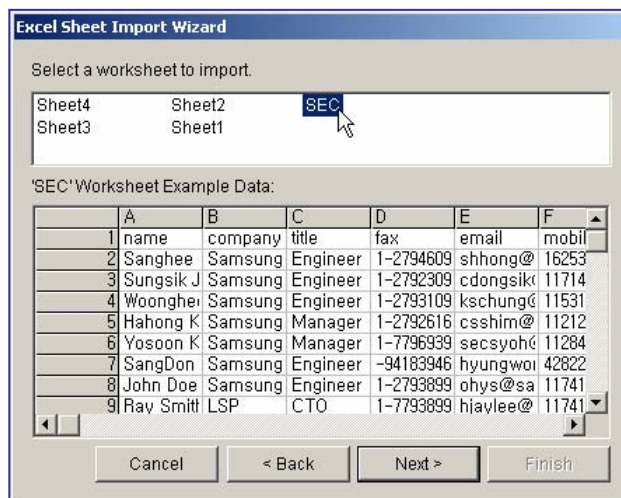 Excel Sheet Import Wizard
Select a worksheet to import.
Sheet4 Sheet2 SEC
Sheet3 Sheet1
'SEC' Worksheet Example Data:
A B C D E F
1 name company title fax email mobil
2 Sanghee Samsung Engineer 1-2794609 shhong@ 16253
3 Sungsik J Samsung Engineer 1-2792309 cdongsik( 11714
4 Woonghe Samsung Engineer 1-2793109 kschung@ 11531
5 Hahong K Samsung Manager 1-2792616 csshim@ 11212
6 Yosoon K Samsung Manager 1-7796939 secsyoh( 11284
7 SangDon Samsung Engineer -94183946 hyungwo 42822
8 John Doe Samsung Engineer 1-2793899 ohys@sa 11741
9 Ray Smith LSP CTO 1-7793899 hjaylee@ 11741
Cancel < Back Next > Finish